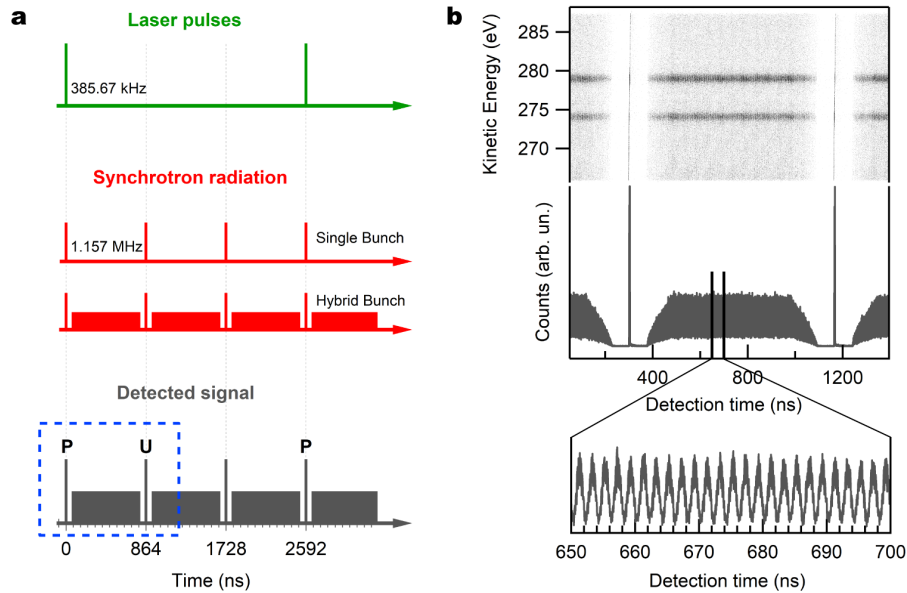 a
Laser pulses
385.67 kHz
Synchrotron radiation
Single Bunch
1.157 MHz
Hybrid Bunch
Detected signal
P U P
0 864 1728 2592
Time (ns)
b
Kinetic Energy (eV)
285
280
275
270
Counts (arb. un.)
400 800 1200
Detection time (ns)
650 660 670 680 690 700
Detection time (ns)